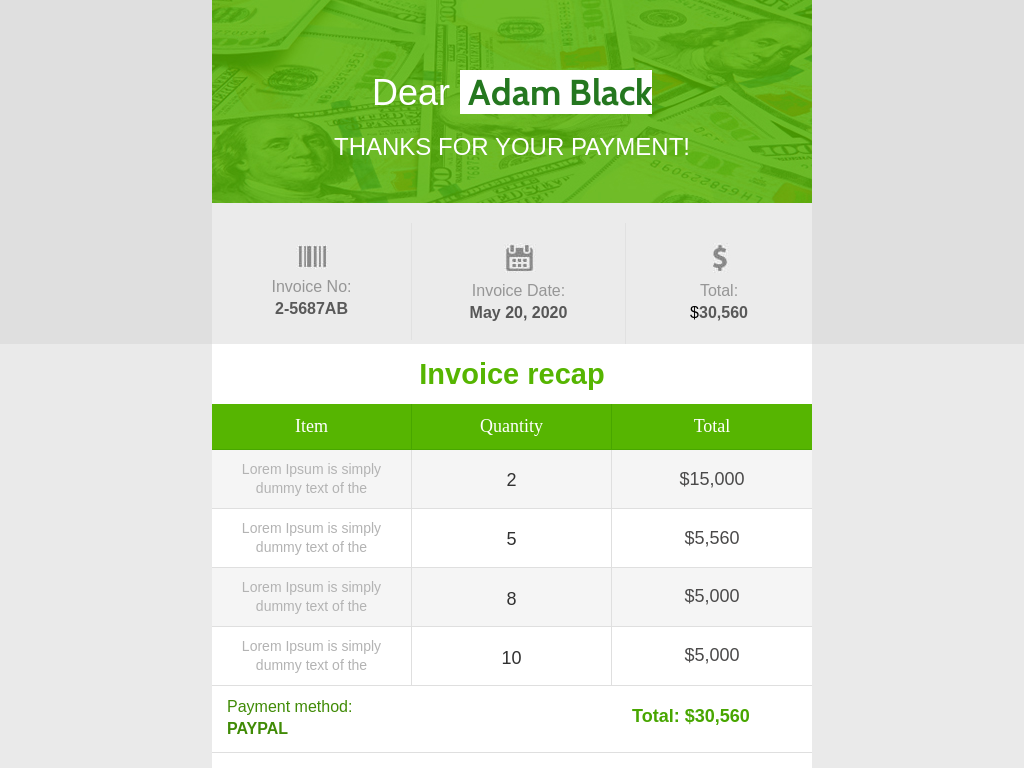 Dear Adam Black
THANKS FOR YOUR PAYMENT!
Invoice No:
2-5687AB
Invoice Date:
May 20, 2020
Total:
$30,560
Invoice recap
Item Quantity Total
Lorem Ipsum is simply
dummy text of the
2
$15,000
Lorem Ipsum is simply
dummy text of the
5
$5,560
Lorem Ipsum is simply
dummy text of the
8
$5,000
Lorem Ipsum is simply
dummy text of the
10
$5,000
Payment method:
PAYPAL
Total: $30,560